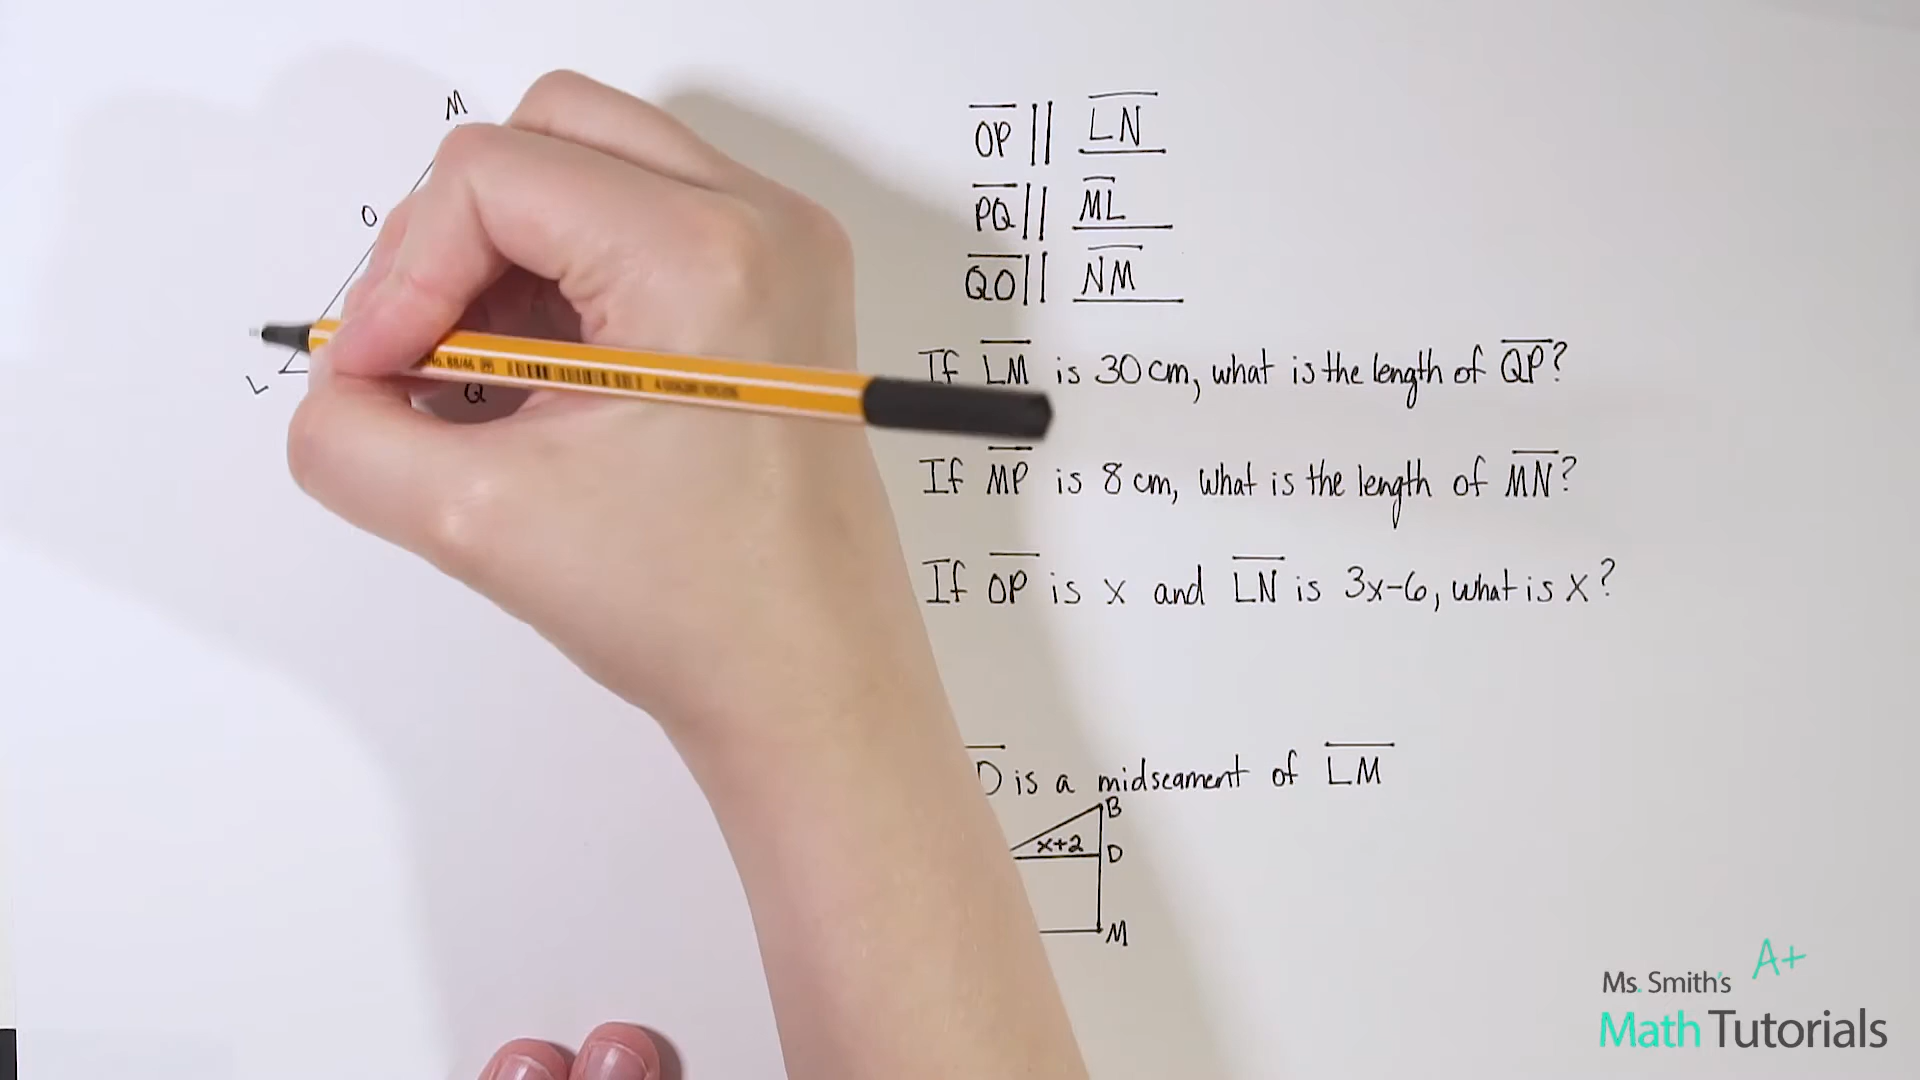 M
O
L
Q
OP || LN
PQ || ML
QO || NM
If LM is 30 cm, what is the length of QP?
If MP is 8 cm, what is the length of MN?
If OP is x and LN is 3x-6, what is x?
D is a midsegment of LM
B
x+2
D
M
A+
Ms. Smith's
Math Tutorials